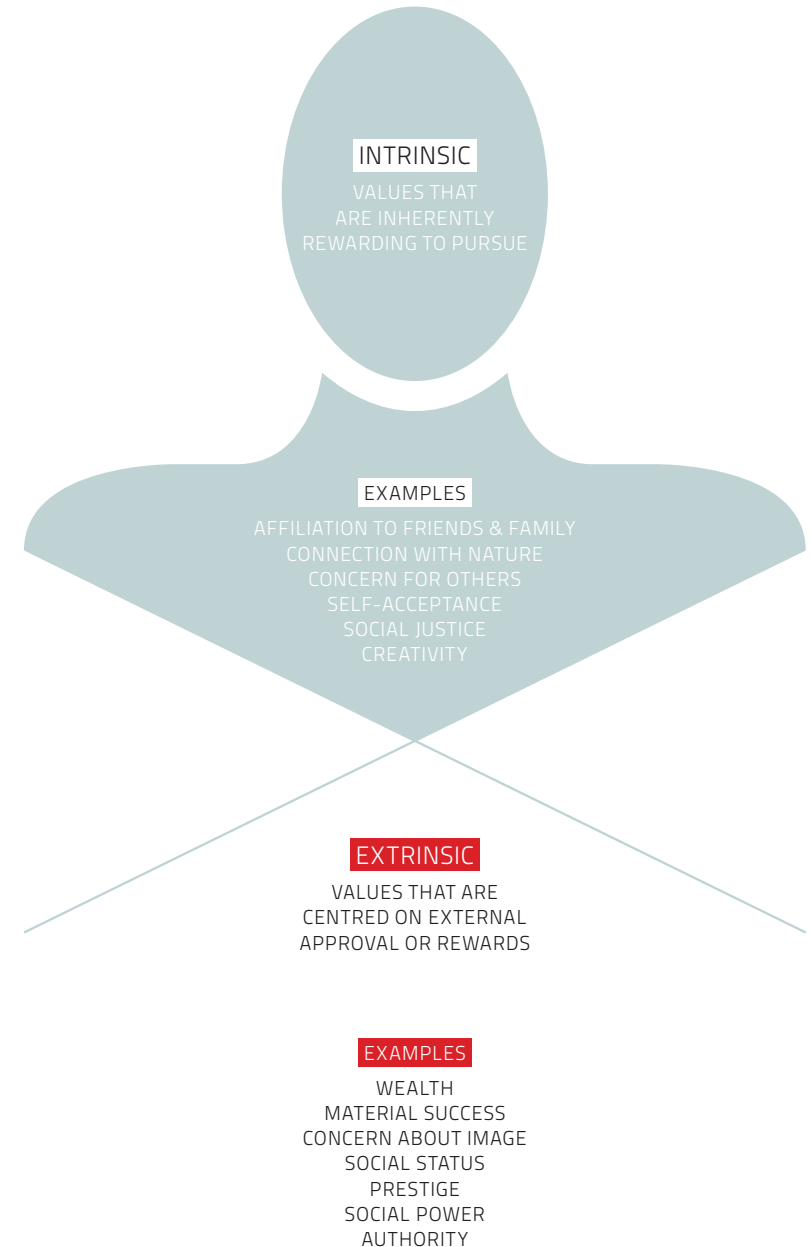 INTRINSIC
VALUES THAT
ARE INHERENTLY
REWARDING TO PURSUE
EXAMPLES
AFFILIATION TO FRIENDS & FAMILY
CONNECTION WITH NATURE
CONCERN FOR OTHERS
SELF-ACCEPTANCE
SOCIAL JUSTICE
CREATIVITY
EXTRINSIC
VALUES THAT ARE
CENTRED ON EXTERNAL
APPROVAL OR REWARDS
EXAMPLES
WEALTH
MATERIAL SUCCESS
CONCERN ABOUT IMAGE
SOCIAL STATUS
PRESTIGE
SOCIAL POWER
AUTHORITY